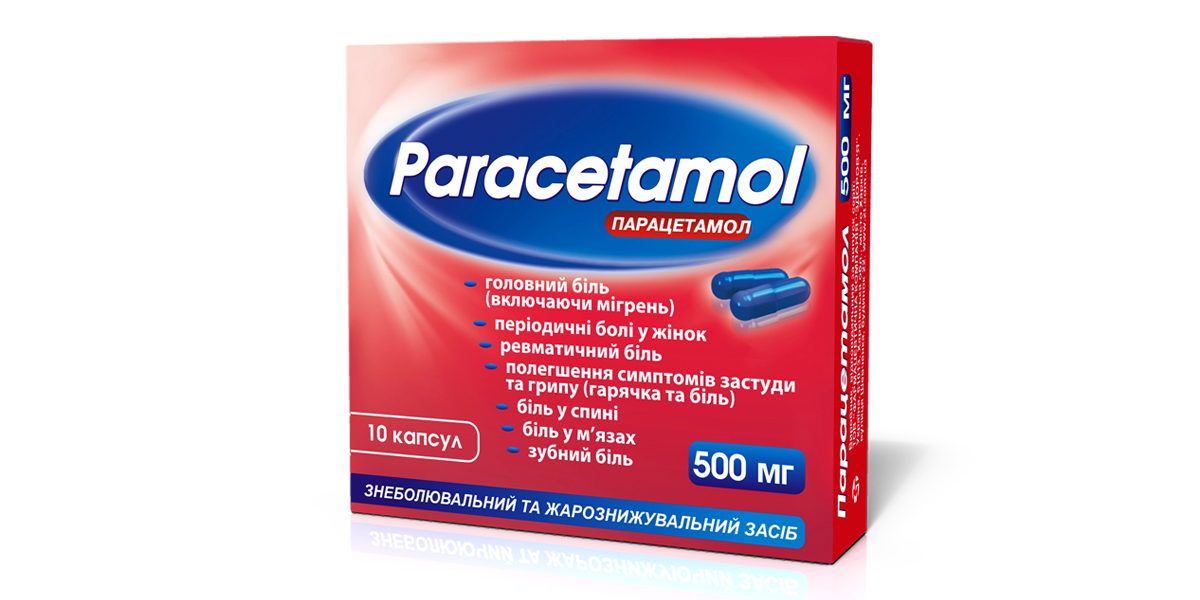 Paracetamol
ПАРАЦЕТАМОЛ
головний біль
(включаючи мігрень)
періодичні болі у жінок
ревматичний біль
полегшення симптомів застуди
та грипу (гарячка та біль)
біль у спині
біль у м’язах
зубний біль
10 капсул
500 мг
ЗНЕБОЛЮВАЛЬНИЙ ТА ЖАРОЗНИЖУВАЛЬНИЙ ЗАСІБ
Парацетамол 500 мг